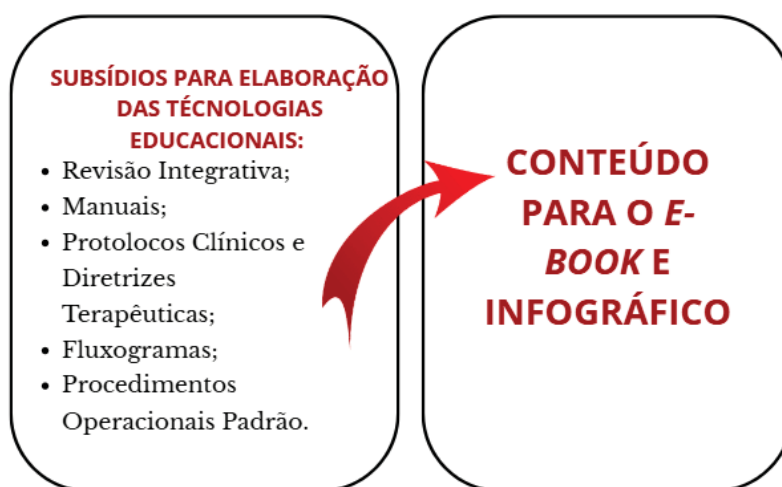 SUBSÍDIOS PARA ELABORAÇÃO
DAS TÉCNOLOGIAS
EDUCACIONAIS:
• Revisão Integrativa;
• Manuais;
• Protolocos Clínicos e
Diretrizes
Terapêuticas;
• Fluxogramas;
• Procedimentos
Operacionais Padrão.
CONTEÚDO
PARA O E-
BOOK E
INFOGRÁFICO